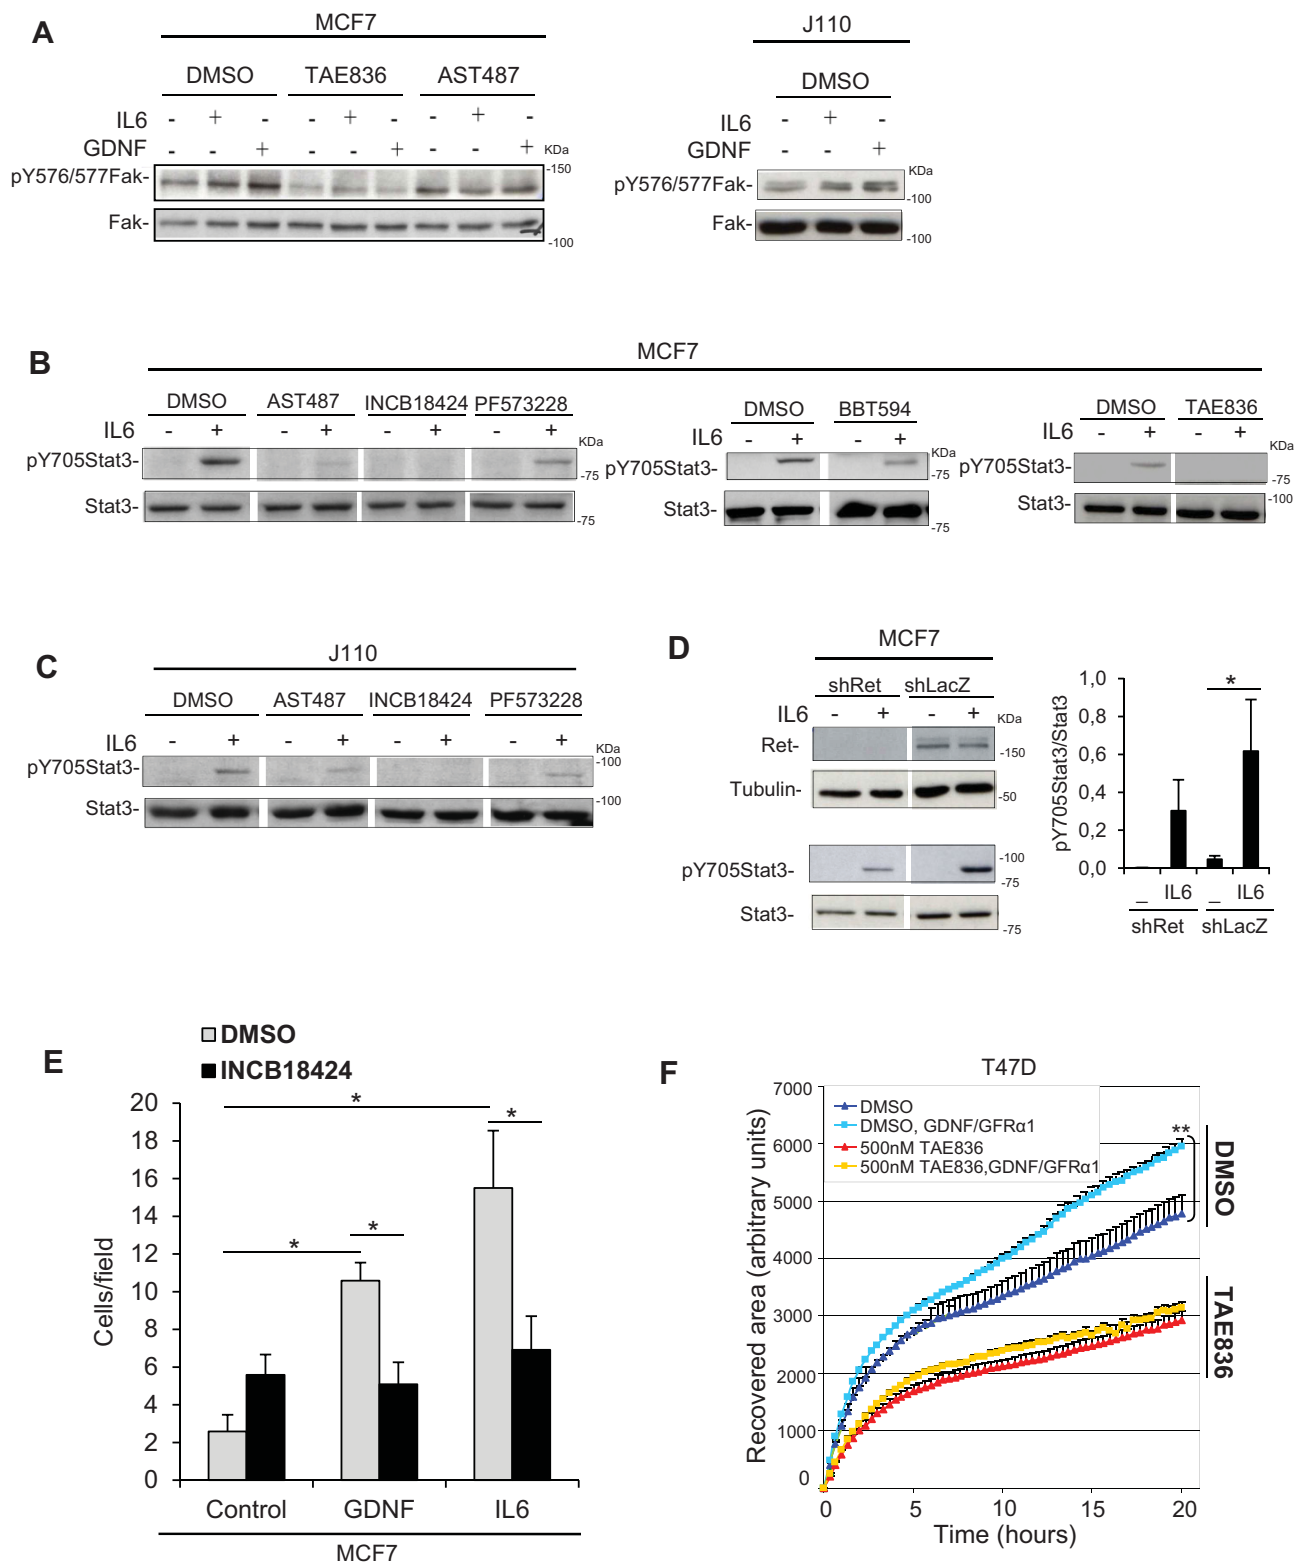 A
MCF7
DMSO TAE836 AST487
IL6 - + - - + - - + -
GDNF - - + - - + - - +
KDa
pY576/577Fak- -150
Fak-
-100
J110
DMSO
IL6 - + -
GDNF - - +
KDa
pY576/577Fak-
-100
Fak-
-100
B
MCF7
DMSO AST487 INCB18424 PF573228
IL6 - + - + - + - +
KDa
pY705Stat3-
-75
Stat3-
-75
DMSO BBT594
IL6 - + - +
KDa
pY705Stat3-
-75
Stat3-
-75
DMSO TAE836
IL6 - + - +
KDa
pY705Stat3-
-75
-100
Stat3-
C
J110
DMSO AST487 INCB18424 PF573228
IL6 - + - + - + - +
KDa
pY705Stat3- -100
-100
Stat3-
D
MCF7
shRet shLacZ
IL6 - + - +
KDa
Ret- -150
Tubulin- -50
-100
pY705Stat3-
-75
Stat3-
-75
pY705Stat3/Stat3
1,0
0,8
0,6
0,4
0,2
0,0
*
_ IL6 _ IL6
shRet shLacZ
E
DMSO
INCB18424
Cells/field
20
18
16
14
12
10
8
6
4
2
0
*
*
*
*
Control GDNF IL6
MCF7
F
T47D
Recovered area (arbitrary units)
7000
6000
5000
4000
3000
2000
1000
0
DMSO
DMSO, GDNF/GFRα1
500nM TAE836
500nM TAE836,GDNF/GFRα1
**
DMSO
TAE836
0 5 10 15 20
Time (hours)